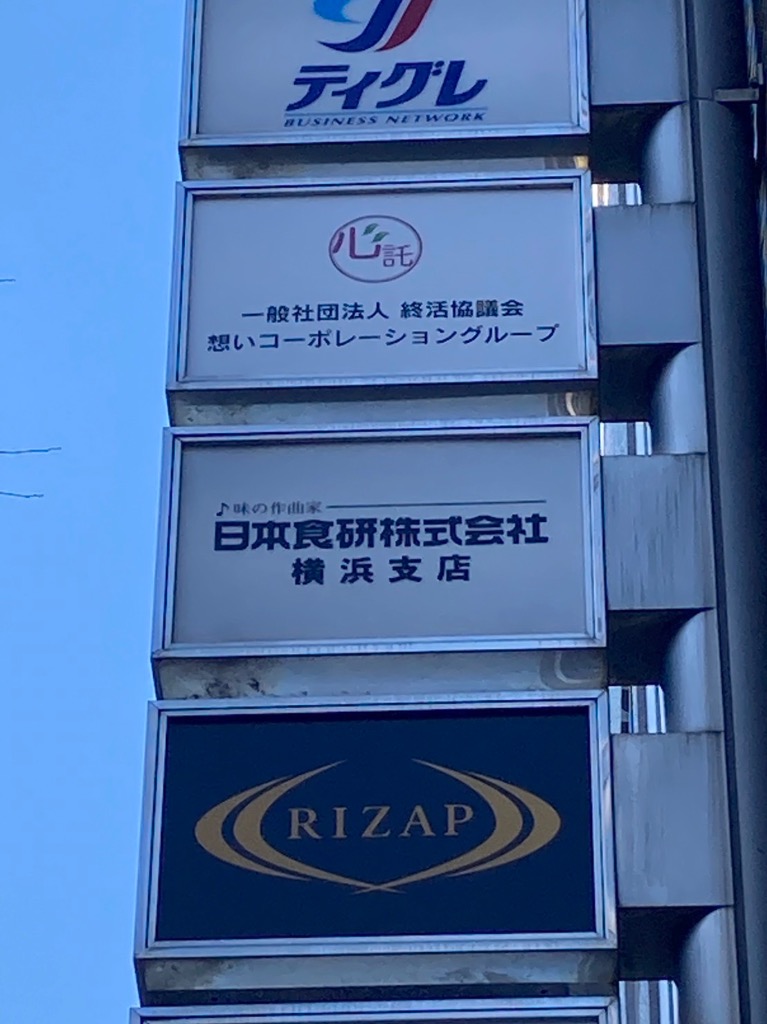 ティグレ
BUSINESS NETWORK
心託
一般社団法人 終活協議会
想いコーポレーショングループ
♪味の作曲家
日本食研株式会社
横浜支店
RIZAP